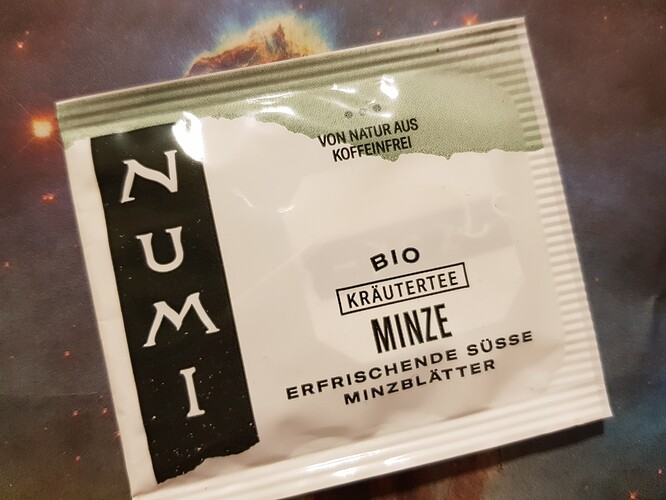 NUMI
VON NATUR AUS
KOFFEINFREI
BIO
KRÄUTERTEE
MINZE
ERFRISCHENDE SÜSSE
MINZBLÄTTER